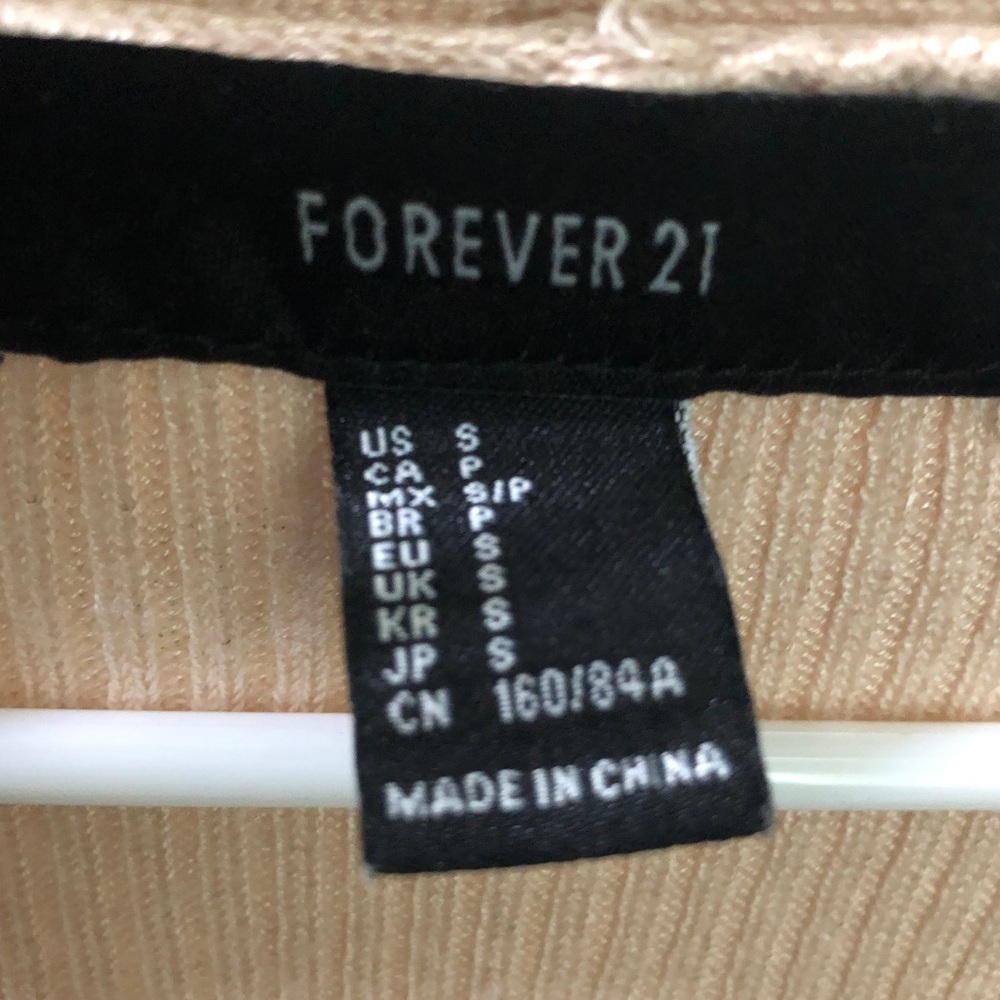 FOREVER 21
US S
CA P
MX S/P
BR P
EU S
UK S
KR S
JP S
CN 160/84A
MADE IN CHINA